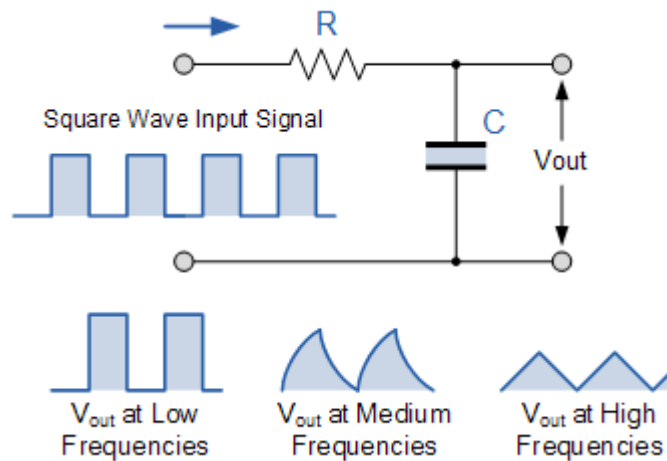 R
Square Wave Input Signal
C
Vout
Vout at Low
Frequencies
Vout at Medium
Frequencies
Vout at High
Frequencies